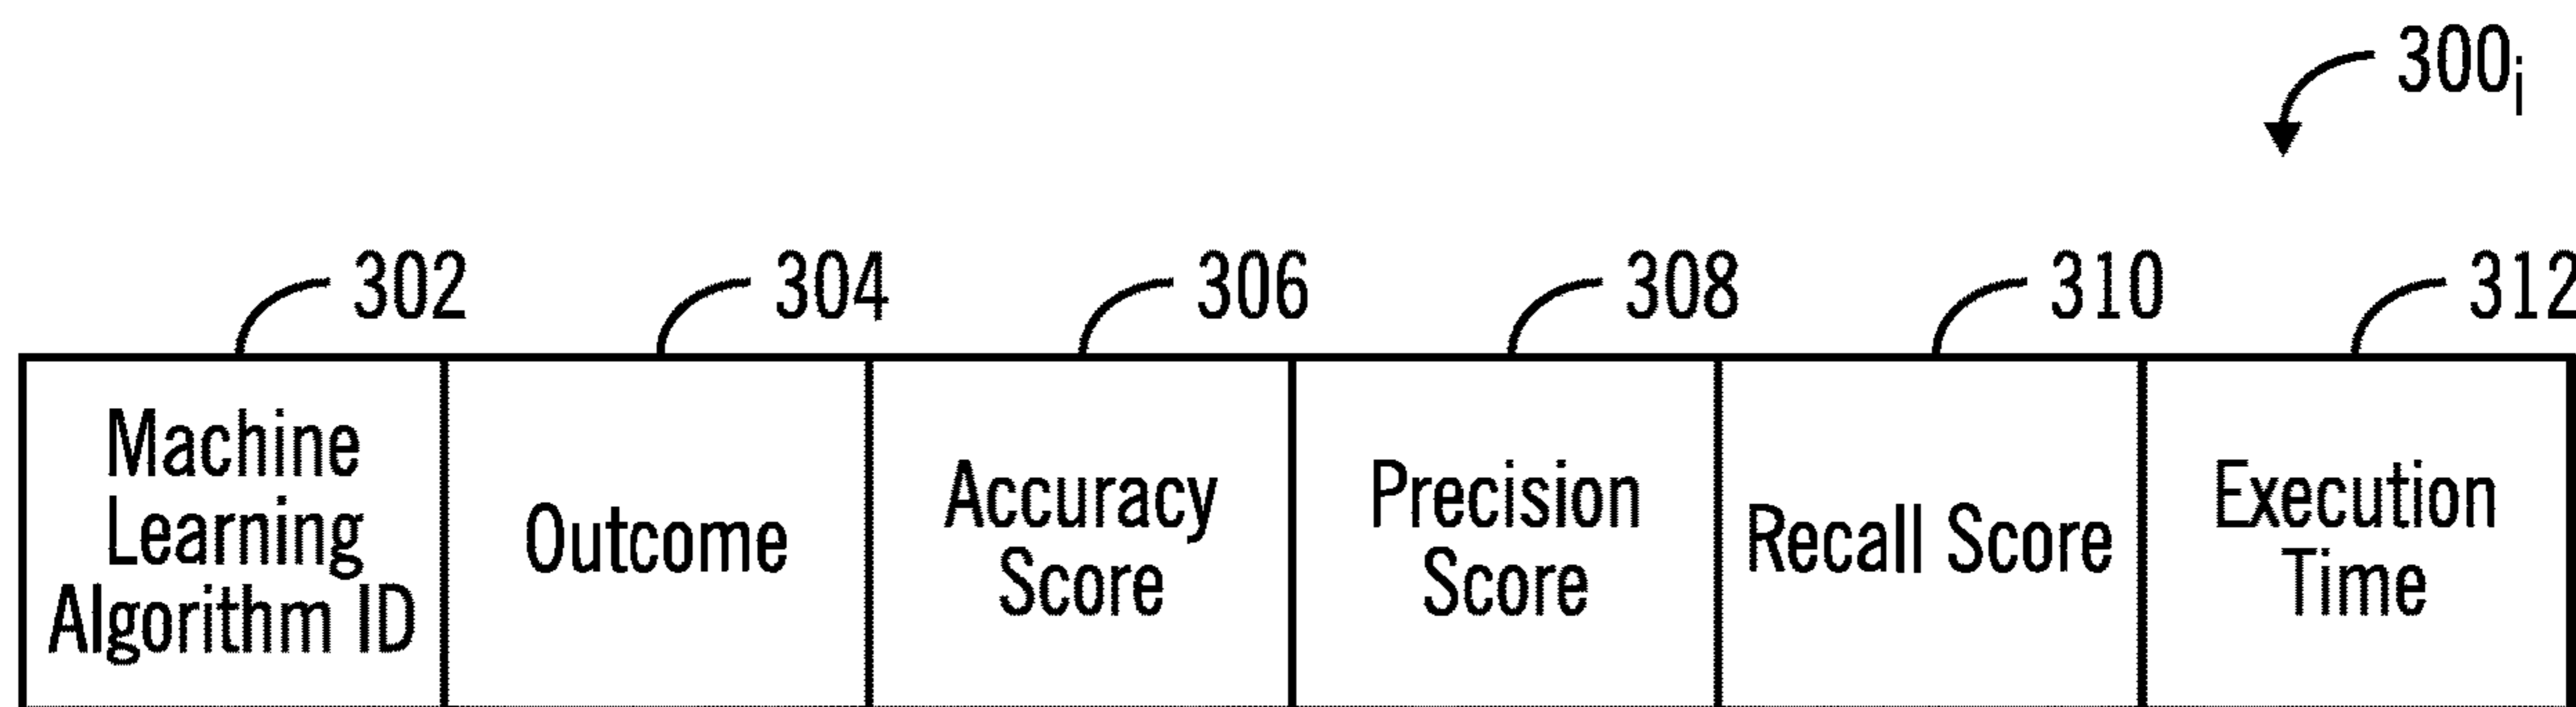 300i
302
304
306
308
310
312
Machine
Learning
Algorithm ID
Outcome
Accuracy
Score
Precision
Score
Recall Score
Execution
Time